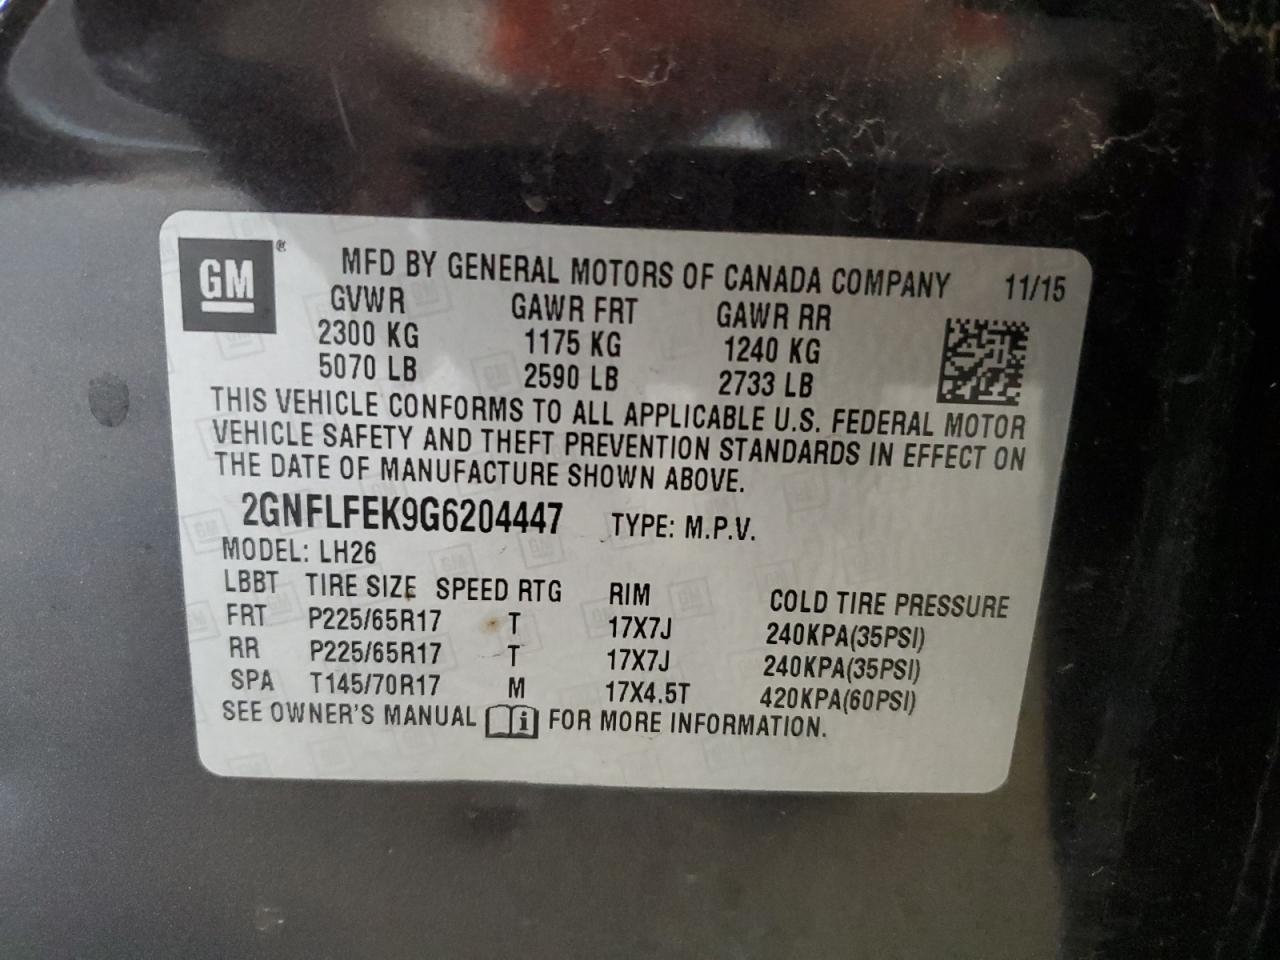 GM ®
MFD BY GENERAL MOTORS OF CANADA COMPANY 11/15
GVWR GAWR FRT GAWR RR
2300 KG 1175 KG 1240 KG
5070 LB 2590 LB 2733 LB
THIS VEHICLE CONFORMS TO ALL APPLICABLE U.S. FEDERAL MOTOR
VEHICLE SAFETY AND THEFT PREVENTION STANDARDS IN EFFECT ON
THE DATE OF MANUFACTURE SHOWN ABOVE.
2GNFLFEK9G6204447 TYPE: M.P.V.
MODEL: LH26
LBBT TIRE SIZE SPEED RTG RIM COLD TIRE PRESSURE
FRT P225/65R17 T 17X7J 240KPA(35PSI)
RR P225/65R17 T 17X7J 240KPA(35PSI)
SPA T145/70R17 M 17X4.5T 420KPA(60PSI)
SEE OWNER'S MANUAL i FOR MORE INFORMATION.